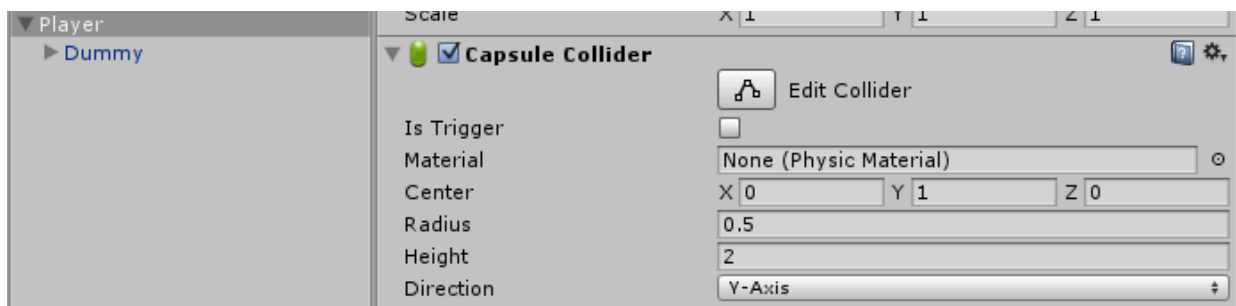 Player
Dummy
Scale X 1 Y 1 Z 1
Capsule Collider
Edit Collider
Is Trigger
Material None (Physic Material)
Center X 0 Y 1 Z 0
Radius 0.5
Height 2
Direction Y-Axis